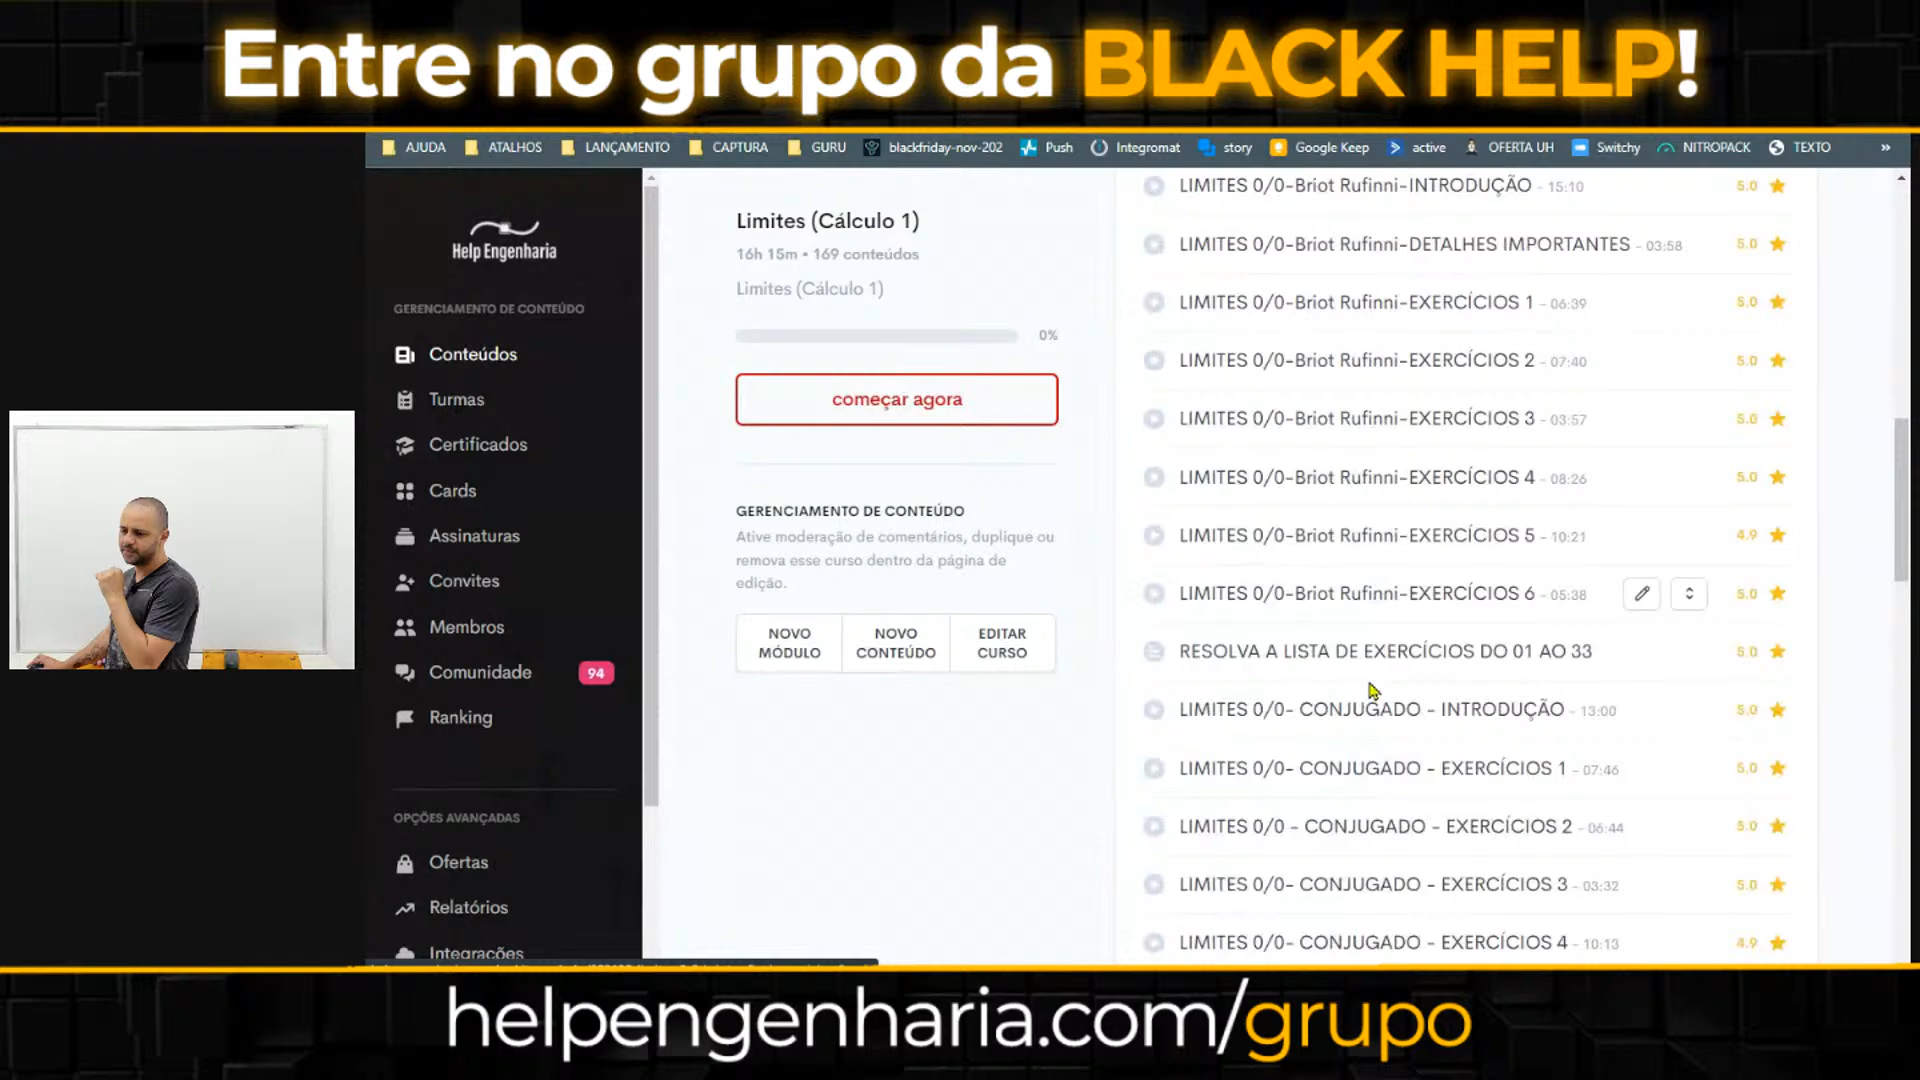 Entre no grupo da BLACK HELP!
AJUDA ATALHOS LANÇAMENTO CAPTURA GURU blackfriday-nov-202 Push Integromat story Google Keep active OFERTA UH Switchy NITROPACK TEXTO »
Help Engenharia
GERENCIAMENTO DE CONTEÚDO
Conteúdos
Turmas
Certificados
Cards
Assinaturas
Convites
Membros
Comunidade 94
Ranking
OPÇÕES AVANÇADAS
Ofertas
Relatórios
Integrações
Limites (Cálculo 1)
16h 15m • 169 conteúdos
Limites (Cálculo 1)
0%
começar agora
GERENCIAMENTO DE CONTEÚDO
Ative moderação de comentários, duplique ou
remova esse curso dentro da página de
edição.
NOVO MÓDULO
NOVO CONTEÚDO
EDITAR CURSO
LIMITES 0/0-Briot Rufinni-INTRODUÇÃO - 15:10 5.0
LIMITES 0/0-Briot Rufinni-DETALHES IMPORTANTES - 03:58 5.0
LIMITES 0/0-Briot Rufinni-EXERCÍCIOS 1 - 06:39 5.0
LIMITES 0/0-Briot Rufinni-EXERCÍCIOS 2 - 07:40 5.0
LIMITES 0/0-Briot Rufinni-EXERCÍCIOS 3 - 03:57 5.0
LIMITES 0/0-Briot Rufinni-EXERCÍCIOS 4 - 08:26 5.0
LIMITES 0/0-Briot Rufinni-EXERCÍCIOS 5 - 10:21 4.9
LIMITES 0/0-Briot Rufinni-EXERCÍCIOS 6 - 05:38 5.0
RESOLVA A LISTA DE EXERCÍCIOS DO 01 AO 33 5.0
LIMITES 0/0- CONJUGADO - INTRODUÇÃO - 13:00 5.0
LIMITES 0/0- CONJUGADO - EXERCÍCIOS 1 - 07:46 5.0
LIMITES 0/0 - CONJUGADO - EXERCÍCIOS 2 - 06:44 5.0
LIMITES 0/0- CONJUGADO - EXERCÍCIOS 3 - 03:32 5.0
LIMITES 0/0- CONJUGADO - EXERCÍCIOS 4 - 10:13 4.9
helpengenharia.com/grupo